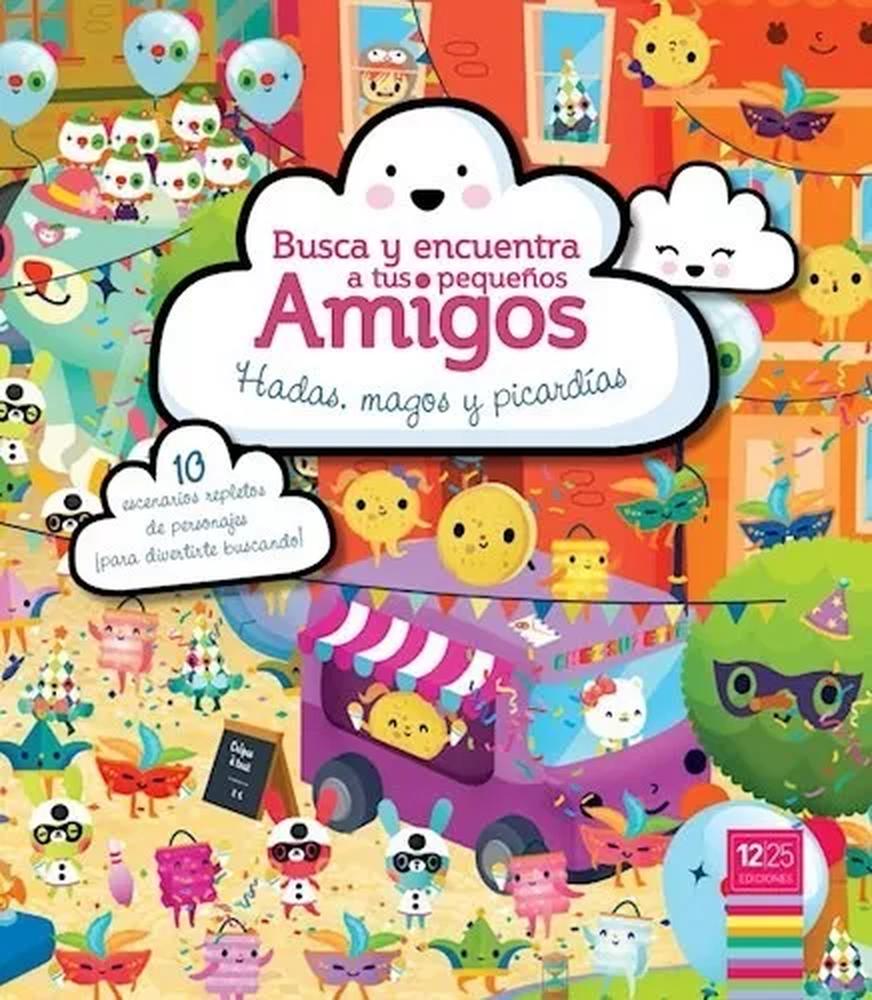 Busca y encuentra
a tus pequeños
Amigos
Hadas, magos y picardías
10
escenarios repletos
de personajes
¡para divertirte buscando!
12|25
EDICIONES